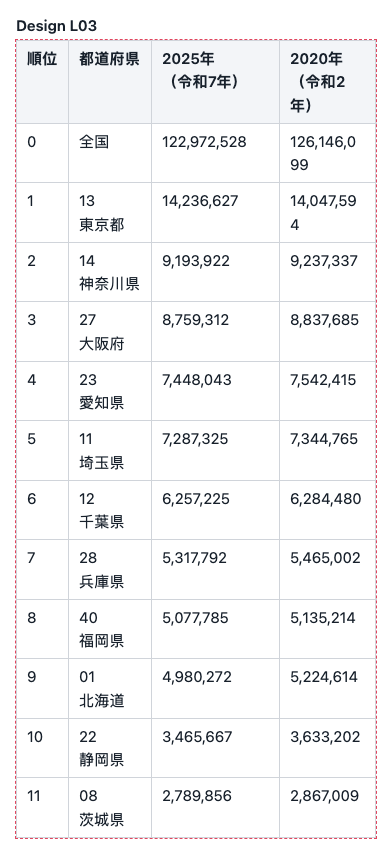 Design L03
順位 都道府県 2025年（令和7年） 2020年（令和2年）
0 全国 122,972,528 126,146,099
1 13 東京都 14,236,627 14,047,594
2 14 神奈川県 9,193,922 9,237,337
3 27 大阪府 8,759,312 8,837,685
4 23 愛知県 7,448,043 7,542,415
5 11 埼玉県 7,287,325 7,344,765
6 12 千葉県 6,257,225 6,284,480
7 28 兵庫県 5,317,792 5,465,002
8 40 福岡県 5,077,785 5,135,214
9 01 北海道 4,980,272 5,224,614
10 22 静岡県 3,465,667 3,633,202
11 08 茨城県 2,789,856 2,867,009